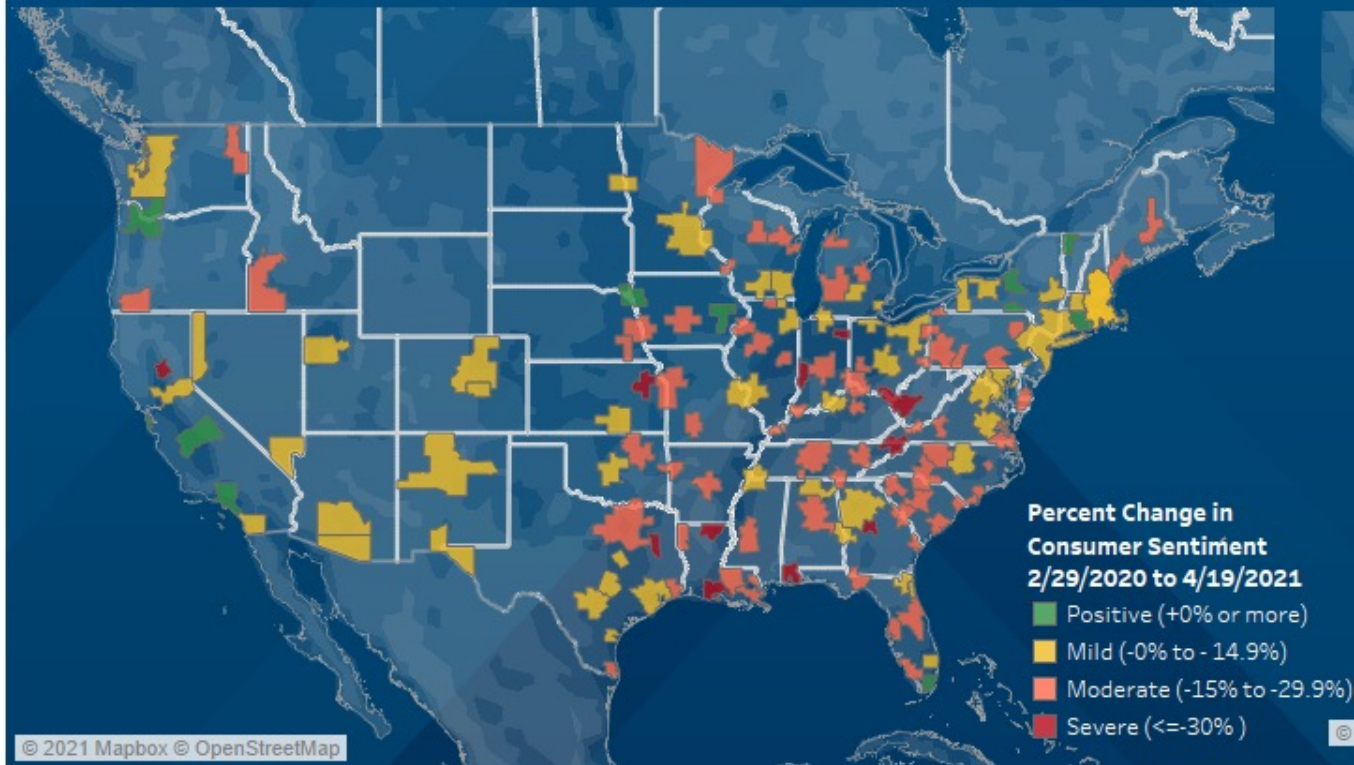 Percent Change in
Consumer Sentiment
2/29/2020 to 4/19/2021
Positive (+0% or more)
Mild (-0% to - 14.9%)
Moderate (-15% to -29.9%)
Severe (<=-30% )
© 2021 Mapbox © OpenStreetMap
©